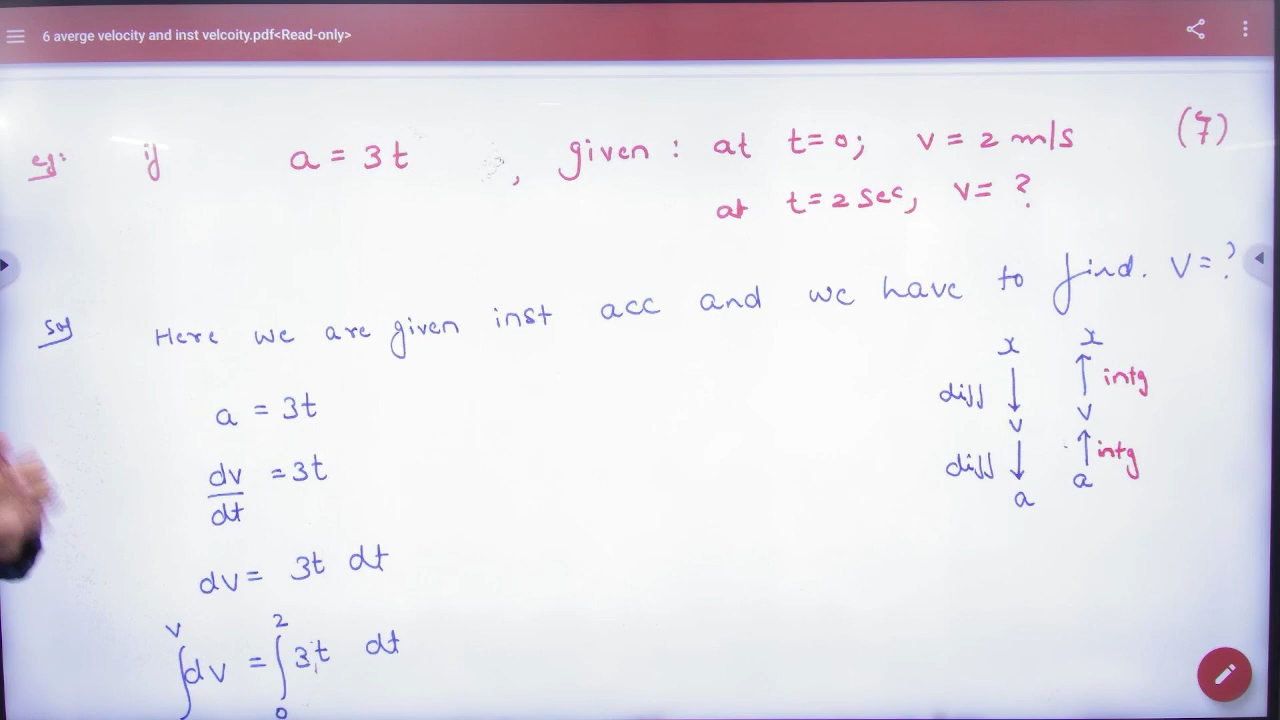 6 averge velocity and inst velcoity.pdf<Read-only>
eg: if a = 3t , given : at t=0; v = 2 m/s (7)
at t=2 sec, v= ?
Sol Here we are given inst acc and we have to find. v=?
a = 3t
dv/dt = 3t
dv = 3t dt
∫ᵛ dv = ∫₀² 3t dt
x x
diff ↓ ↑ intg
v v
diff ↓ ↑ intg
a a